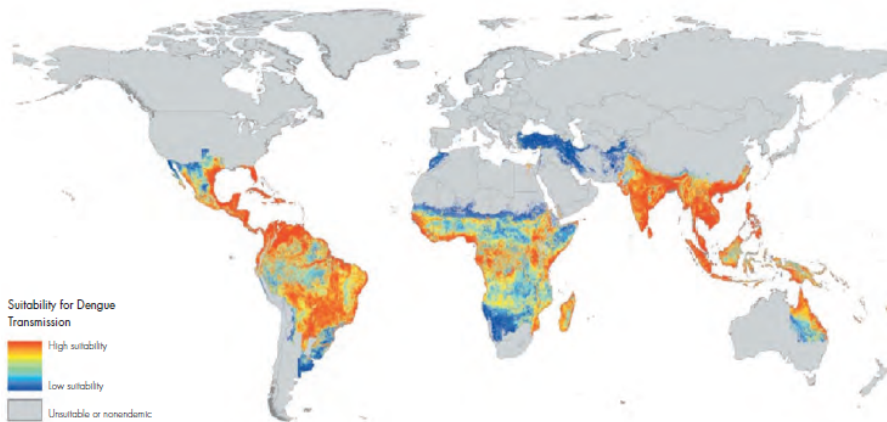 Suitability for Dengue
Transmission
High suitability
Low suitability
Unsuitable or nonendemic